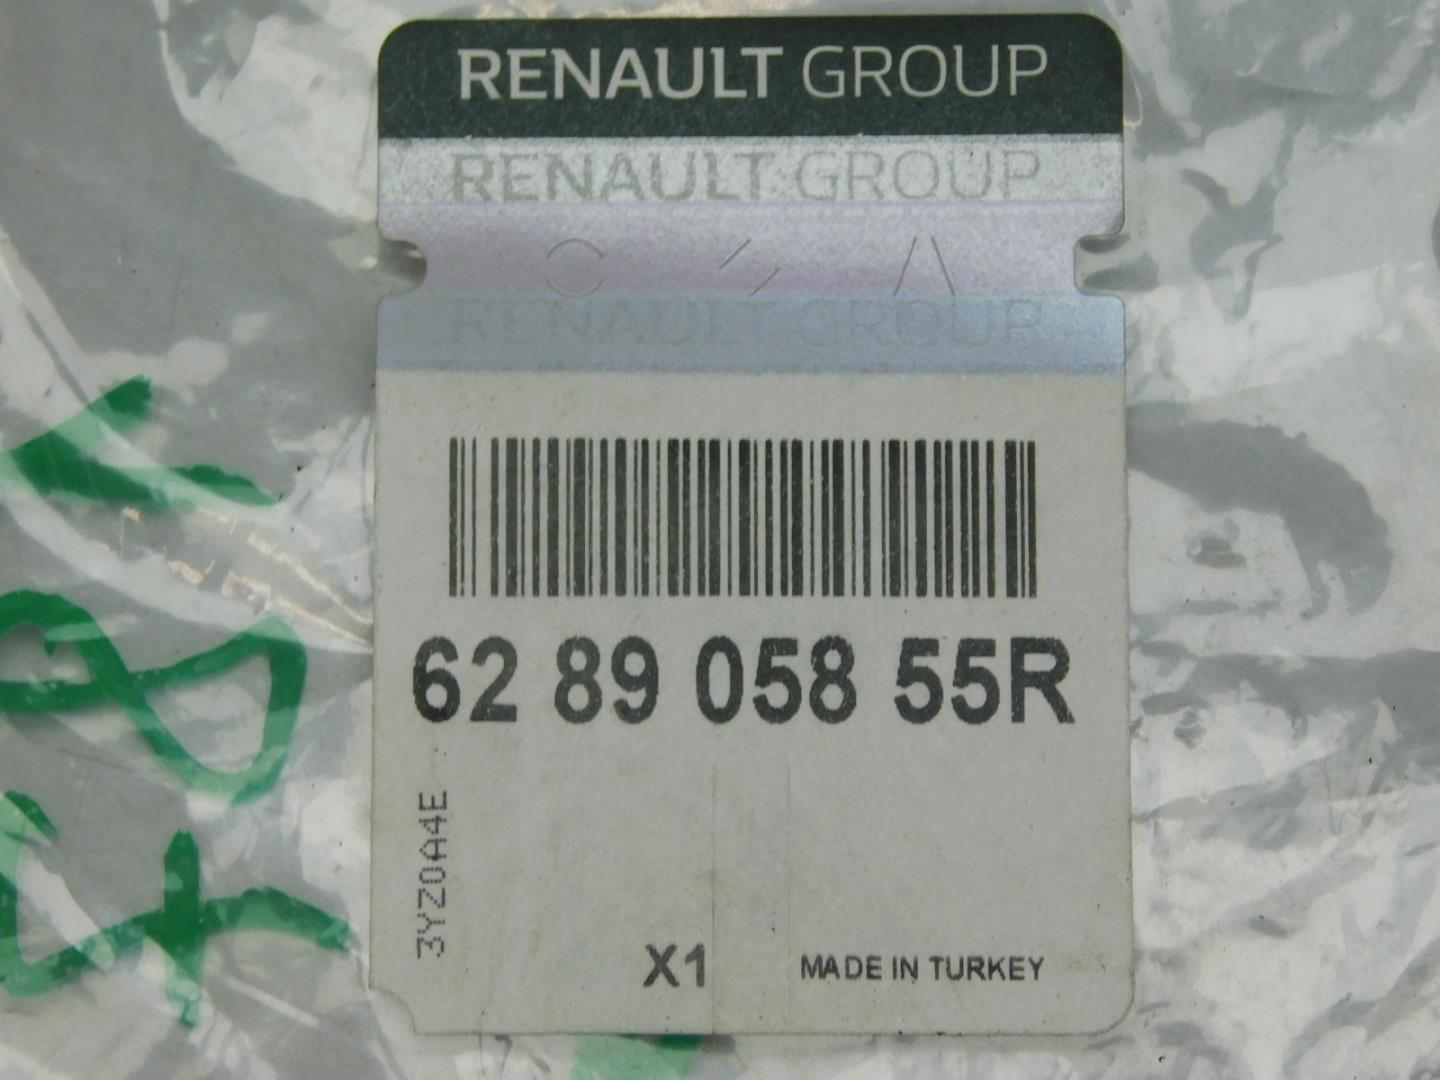 RENAULT GROUP
RENAULT GROUP
RENAULT GROUP
62 89 058 55R
3YZ0A4E
X1
MADE IN TURKEY